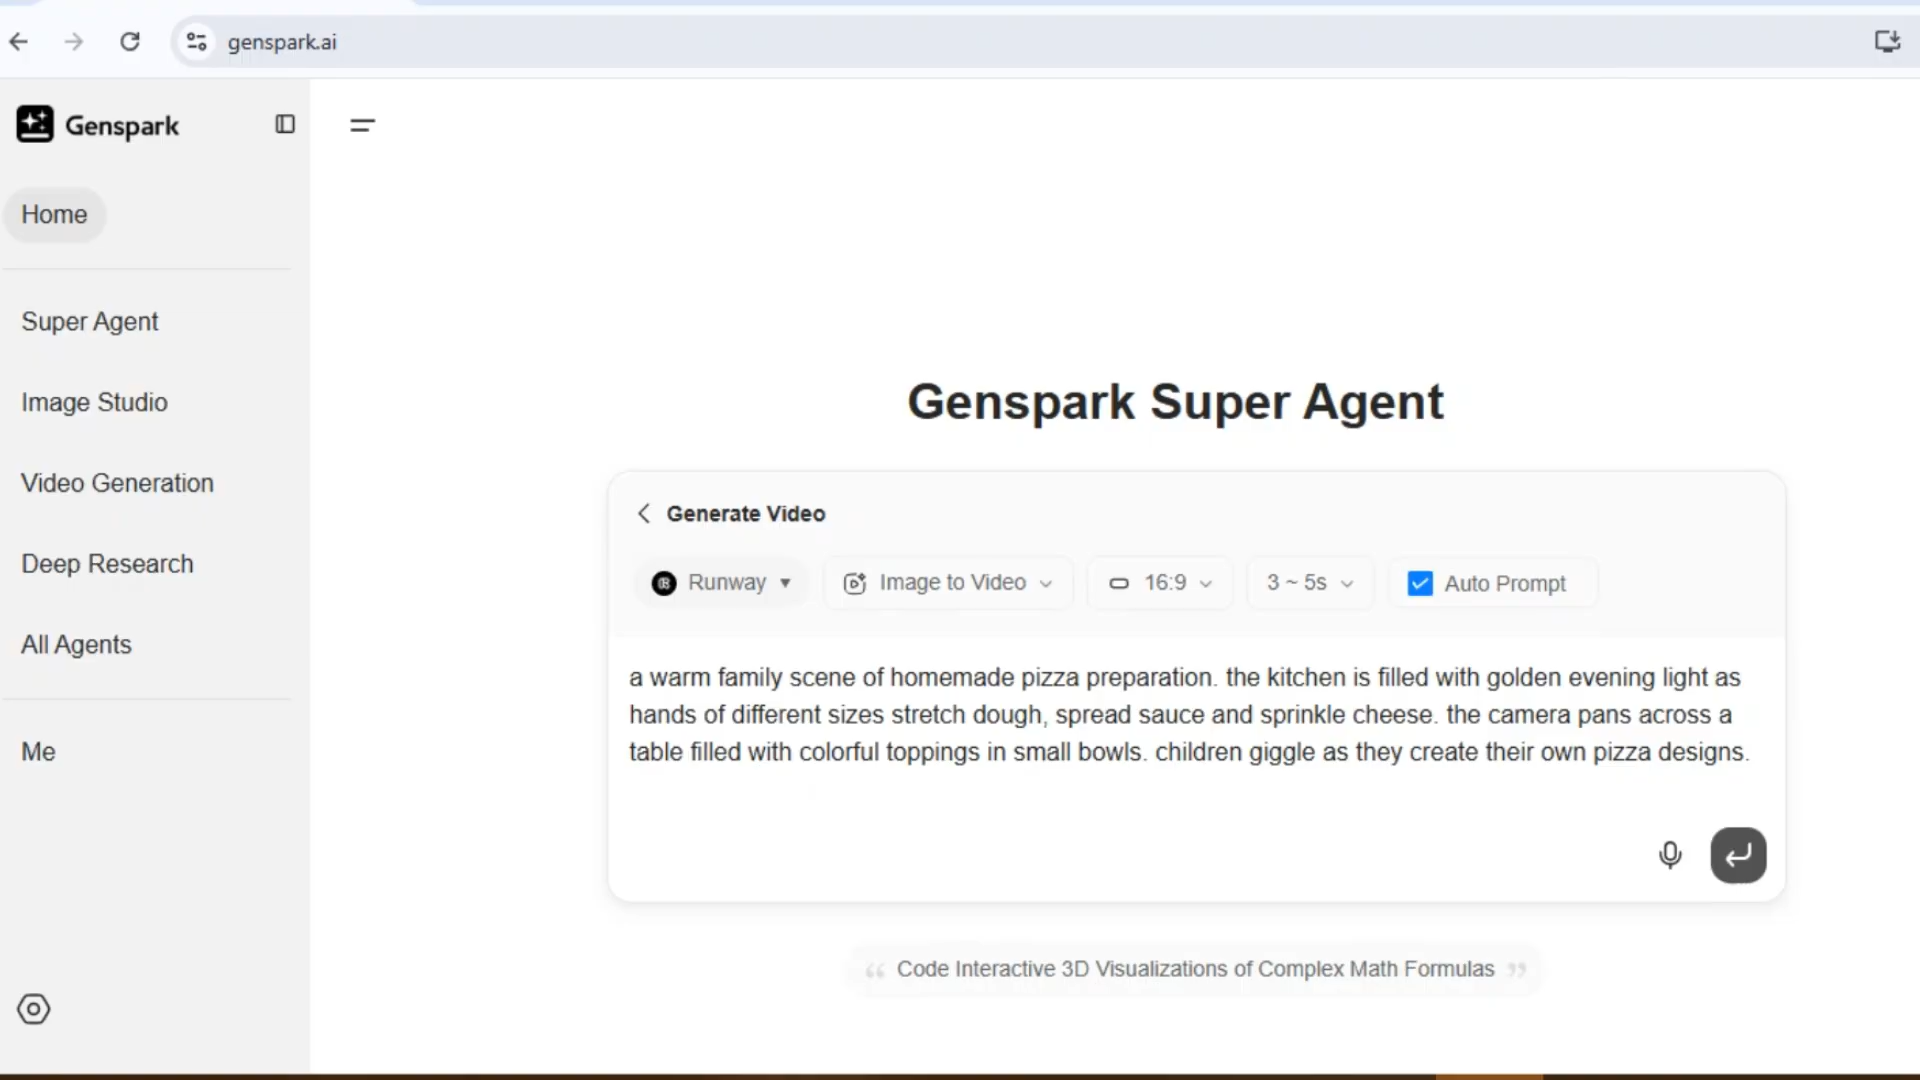 genspark.ai
Genspark
Home
Super Agent
Image Studio
Video Generation
Deep Research
All Agents
Me
Genspark Super Agent
Generate Video
Runway
Image to Video
16:9
3 ~ 5s
Auto Prompt
a warm family scene of homemade pizza preparation. the kitchen is filled with golden evening light as
hands of different sizes stretch dough, spread sauce and sprinkle cheese. the camera pans across a
table filled with colorful toppings in small bowls. children giggle as they create their own pizza designs.
“ Code Interactive 3D Visualizations of Complex Math Formulas ”